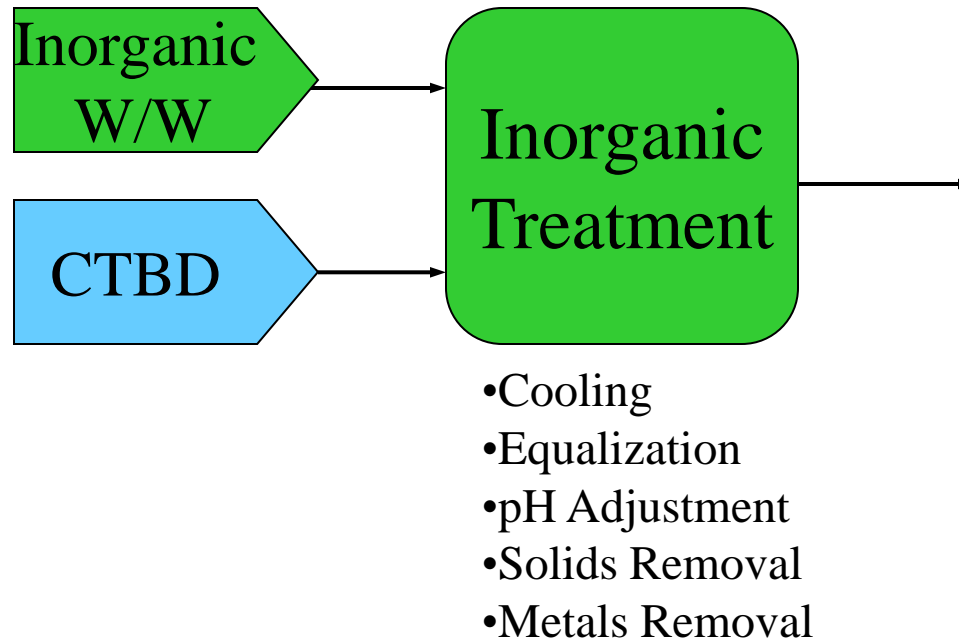 Inorganic
W/W
CTBD
Inorganic
Treatment
•Cooling
•Equalization
•pH Adjustment
•Solids Removal
•Metals Removal